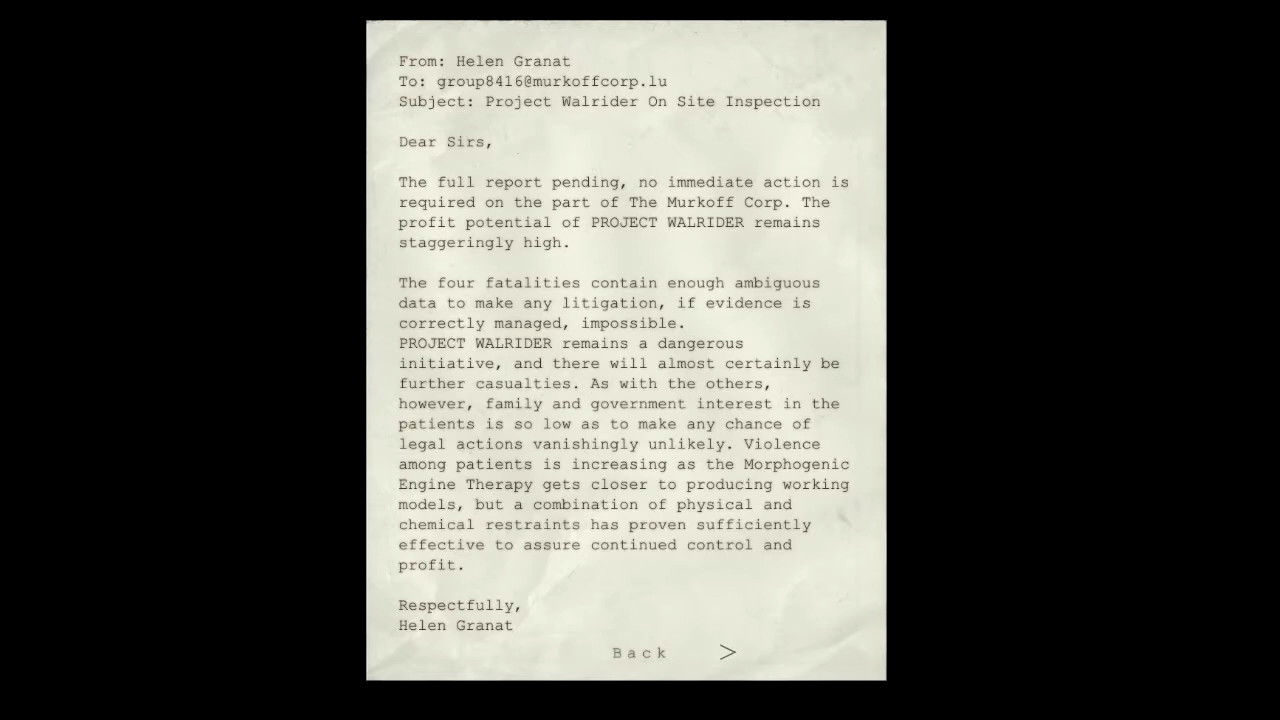 From: Helen Granat
To: group8416@murkoffcorp.lu
Subject: Project Walrider On Site Inspection
Dear Sirs,
The full report pending, no immediate action is
required on the part of The Murkoff Corp. The
profit potential of PROJECT WALRIDER remains
staggeringly high.
The four fatalities contain enough ambiguous
data to make any litigation, if evidence is
correctly managed, impossible.
PROJECT WALRIDER remains a dangerous
initiative, and there will almost certainly be
further casualties. As with the others,
however, family and government interest in the
patients is so low as to make any chance of
legal actions vanishingly unlikely. Violence
among patients is increasing as the Morphogenic
Engine Therapy gets closer to producing working
models, but a combination of physical and
chemical restraints has proven sufficiently
effective to assure continued control and
profit.
Respectfully,
Helen Granat
Back >